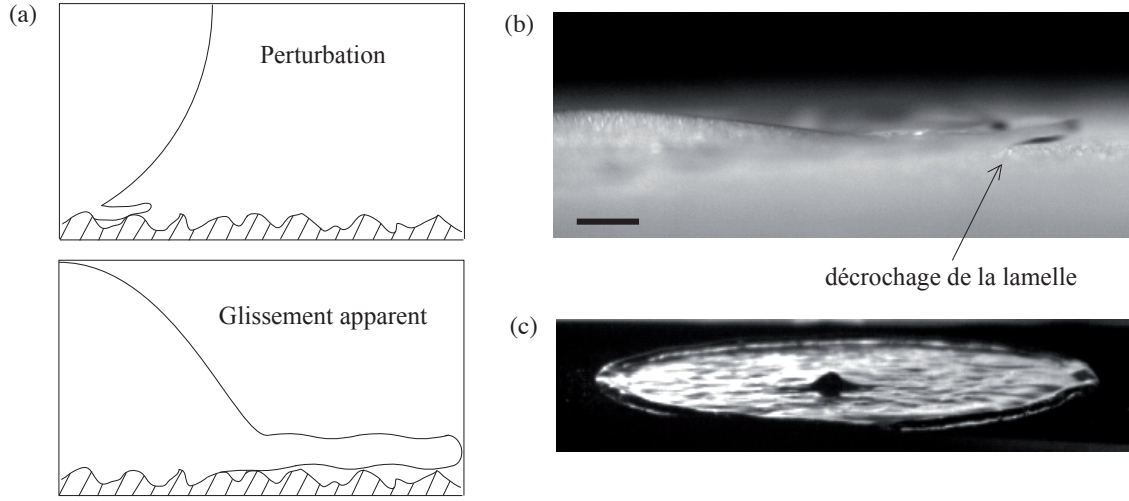 (a)
Perturbation
Glissement apparent
(b)
décrochage de la lamelle
(c)